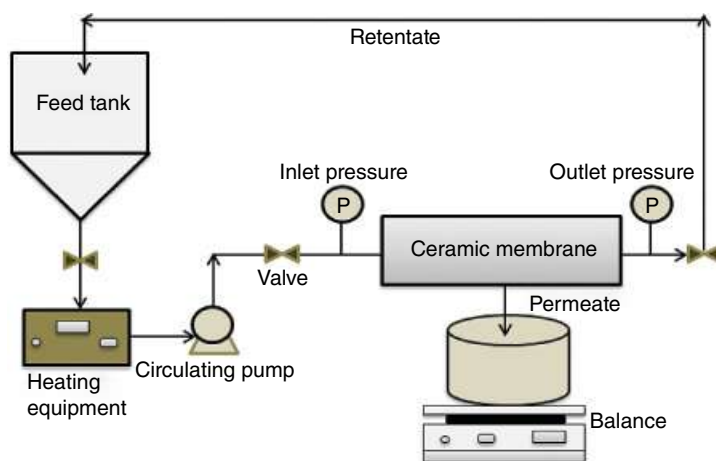 Retentate
Feed tank
Inlet pressure
Outlet pressure
P
P
Ceramic membrane
Valve
Permeate
Heating
equipment
Circulating pump
Balance